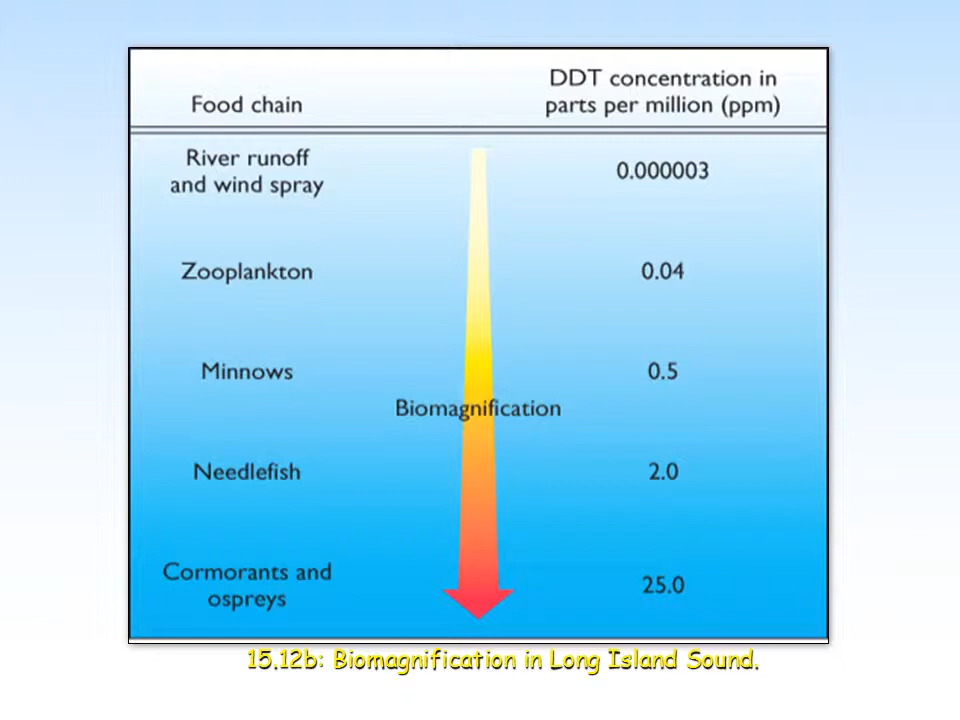 Food chain
DDT concentration in
parts per million (ppm)
River runoff
and wind spray
0.000003
Zooplankton
0.04
Minnows
0.5
Biomagnification
Needlefish
2.0
Cormorants and
ospreys
25.0
15.12b: Biomagnification in Long Island Sound.